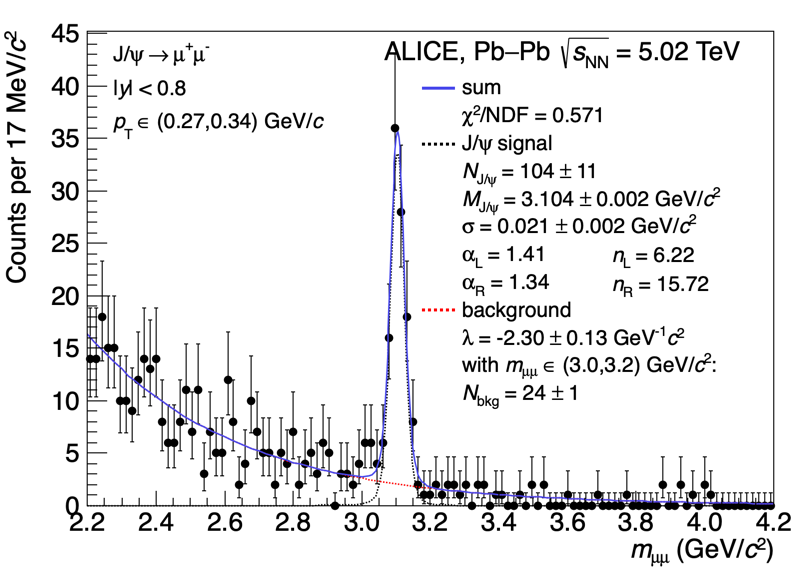 J/ψ → μ⁺μ⁻
|y| < 0.8
p_T ∈ (0.27,0.34) GeV/c
ALICE, Pb–Pb √s_NN = 5.02 TeV
sum
χ²/NDF = 0.571
J/ψ signal
N_J/ψ = 104 ± 11
M_J/ψ = 3.104 ± 0.002 GeV/c²
σ = 0.021 ± 0.002 GeV/c²
α_L = 1.41 n_L = 6.22
α_R = 1.34 n_R = 15.72
background
λ = -2.30 ± 0.13 GeV⁻¹c²
with m_μμ ∈ (3.0,3.2) GeV/c²:
N_bkg = 24 ± 1
Counts per 17 MeV/c²
45
40
35
30
25
20
15
10
5
0
2.2 2.4 2.6 2.8 3.0 3.2 3.4 3.6 3.8 4.0 4.2
m_μμ (GeV/c²)